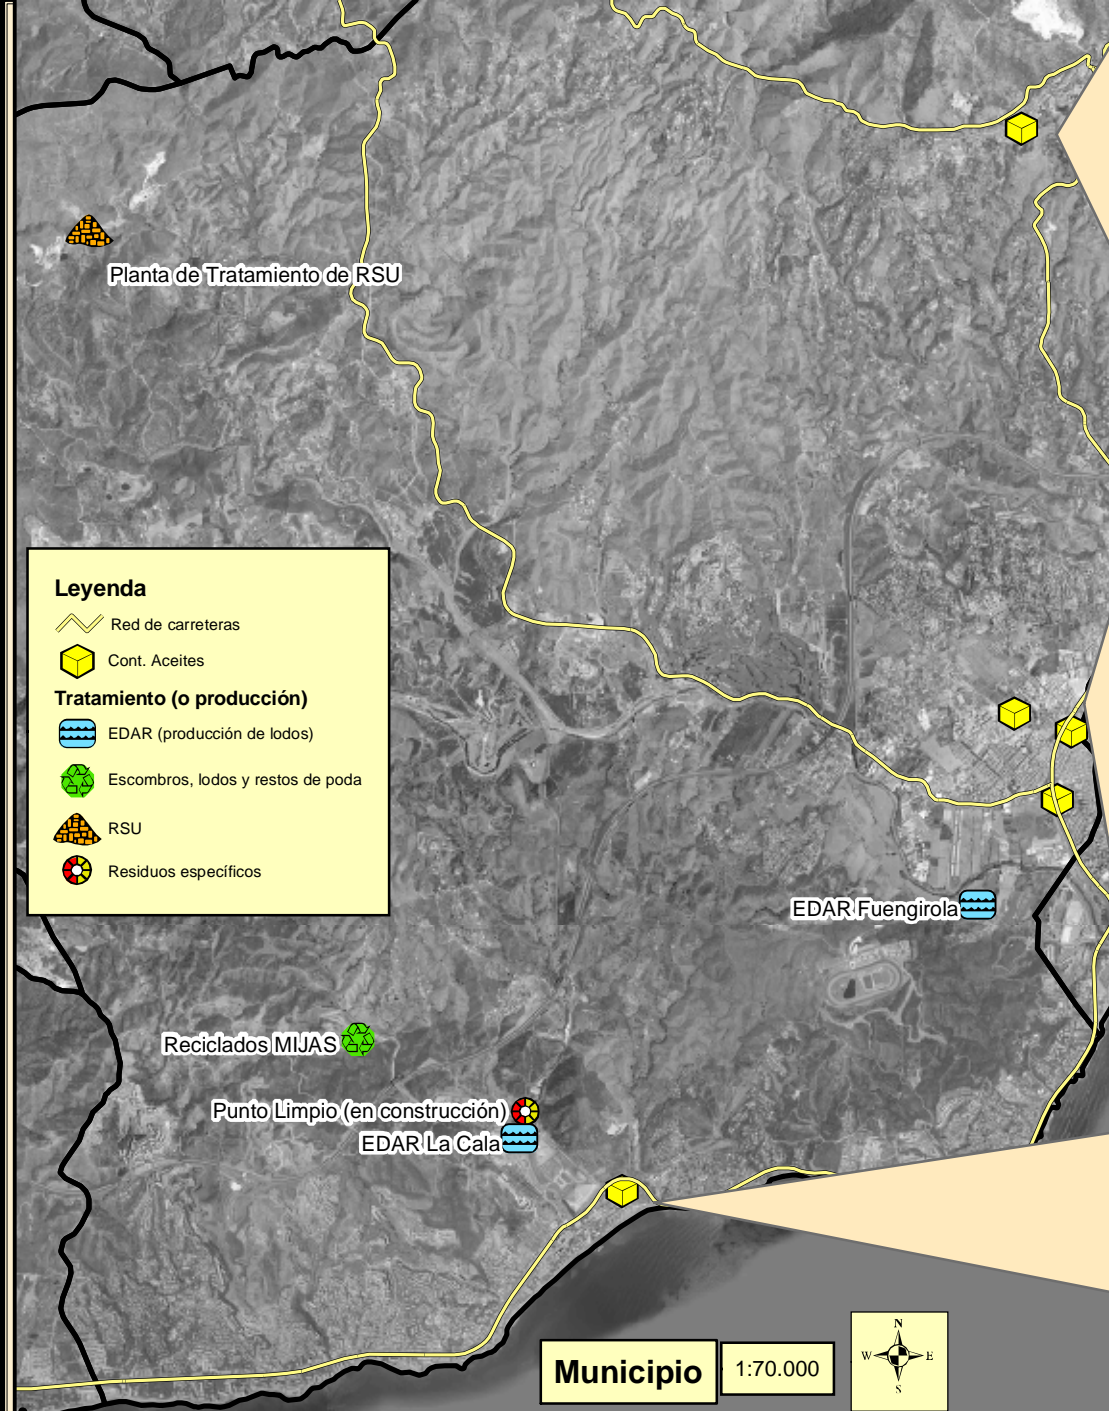 Planta de Tratamiento de RSU
Leyenda
Red de carreteras
Cont. Aceites
Tratamiento (o producción)
EDAR (producción de lodos)
Escombros, lodos y restos de poda
RSU
Residuos específicos
EDAR Fuengirola
Reciclados MIJAS
Punto Limpio (en construcción)
EDAR La Cala
Municipio
1:70.000
N
W E
S